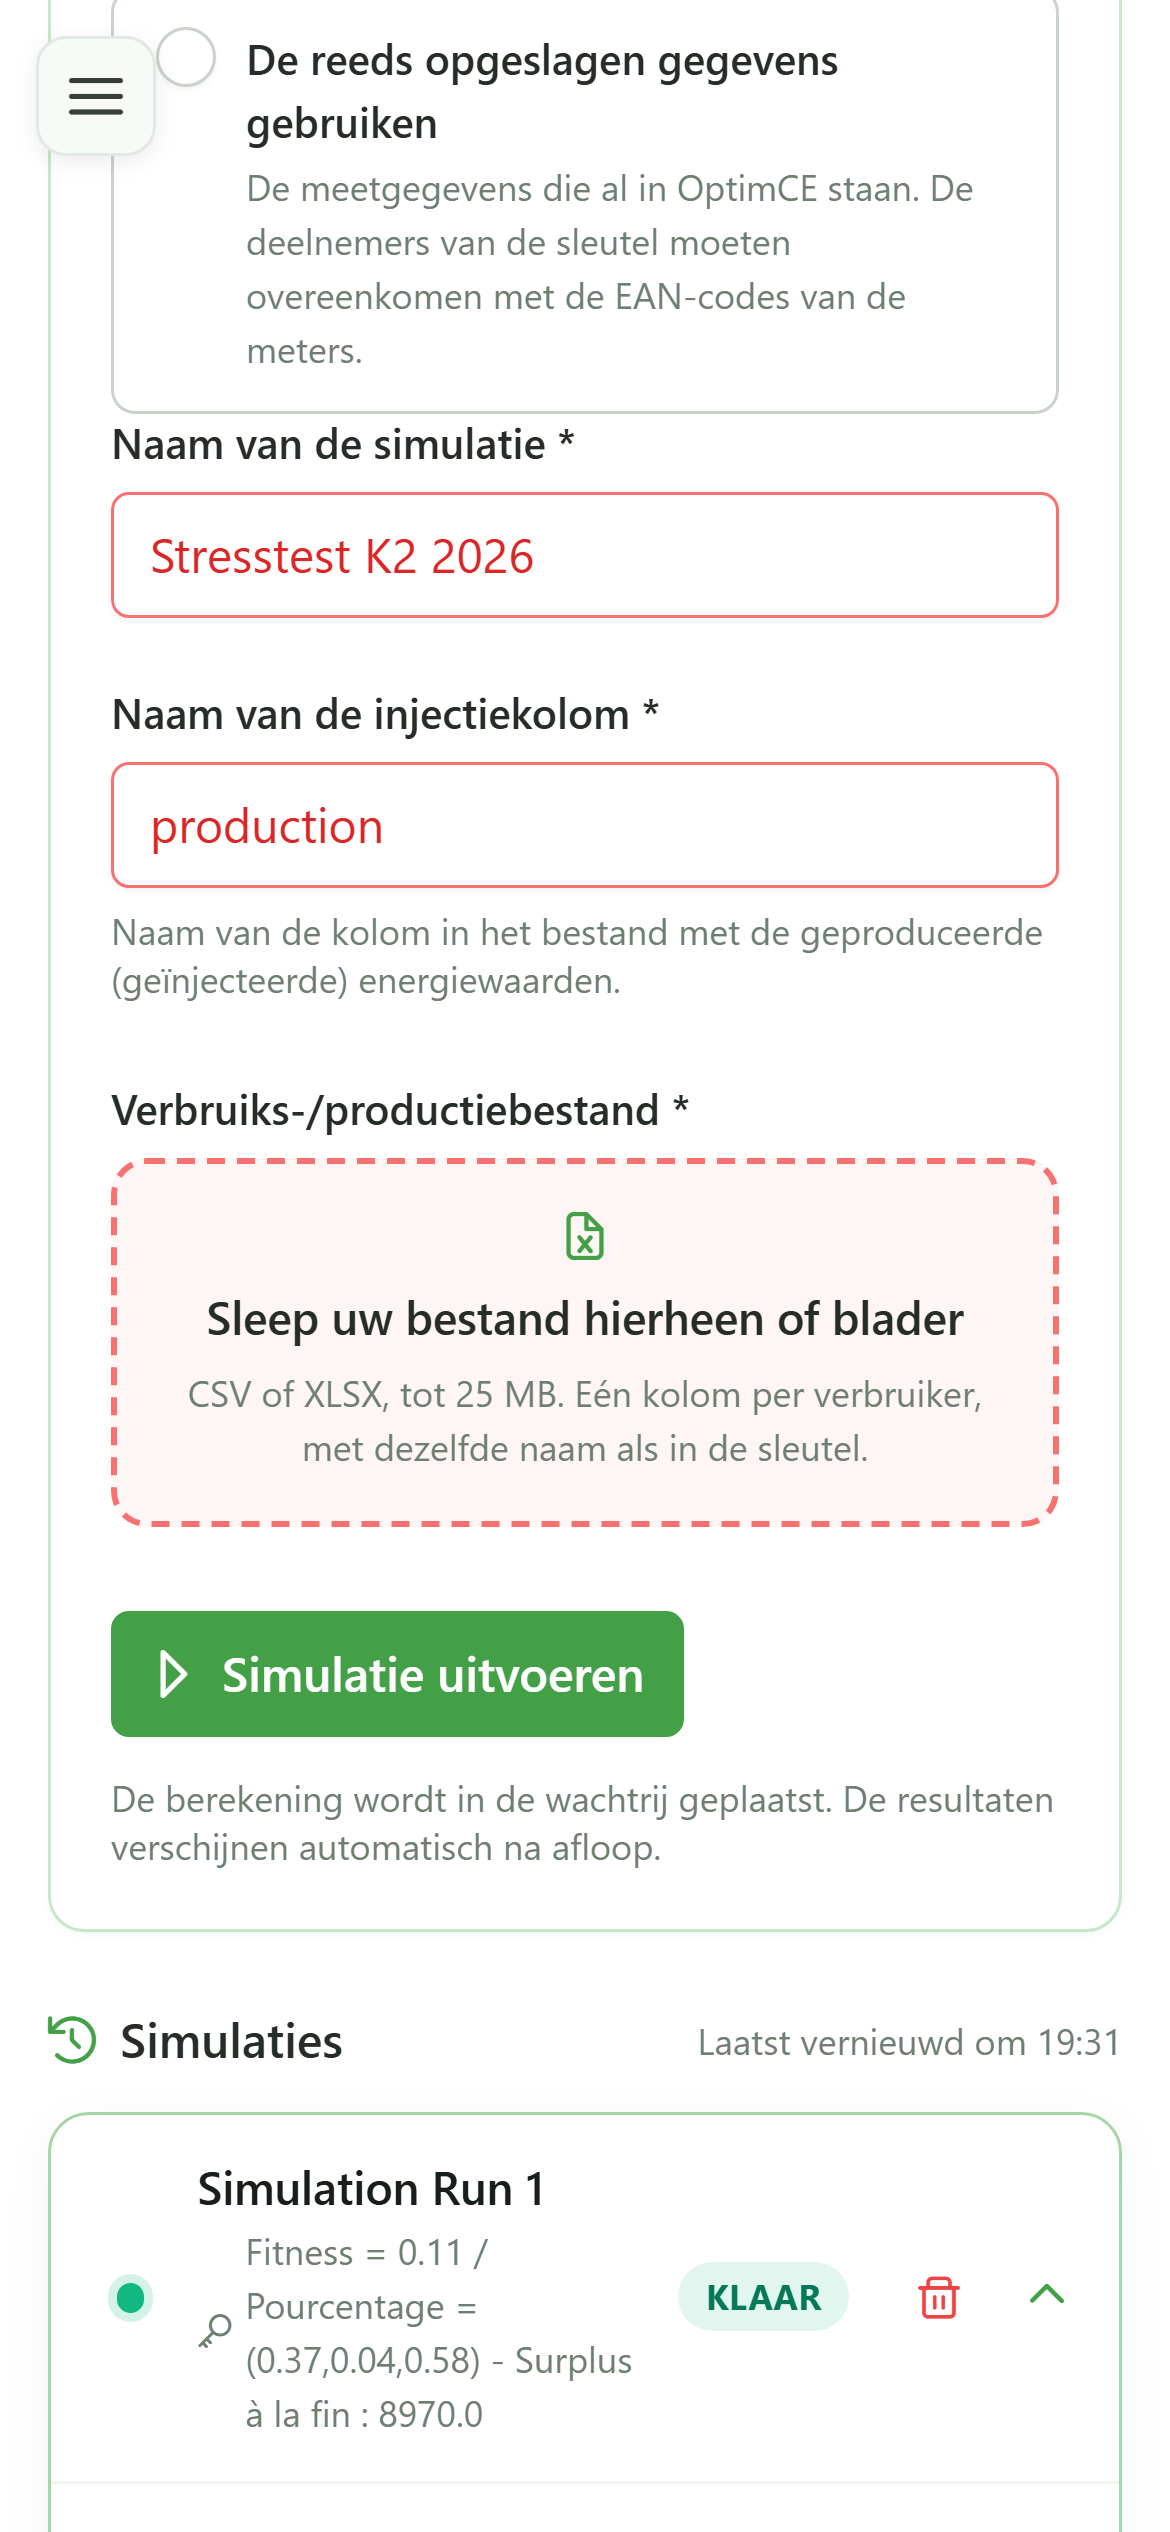 De reeds opgeslagen gegevens
gebruiken
De meetgegevens die al in OptimCE staan. De
deelnemers van de sleutel moeten
overeenkomen met de EAN-codes van de
meters.
Naam van de simulatie *
Stresstest K2 2026
Naam van de injectiekolom *
production
Naam van de kolom in het bestand met de geproduceerde
(geïnjecteerde) energiewaarden.
Verbruiks-/productiebestand *
Sleep uw bestand hierheen of blader
CSV of XLSX, tot 25 MB. Eén kolom per verbruiker,
met dezelfde naam als in de sleutel.
Simulatie uitvoeren
De berekening wordt in de wachtrij geplaatst. De resultaten
verschijnen automatisch na afloop.
Simulaties
Laatst vernieuwd om 19:31
Simulation Run 1
Fitness = 0.11 /
Pourcentage =
(0.37,0.04,0.58) - Surplus
à la fin : 8970.0
KLAAR